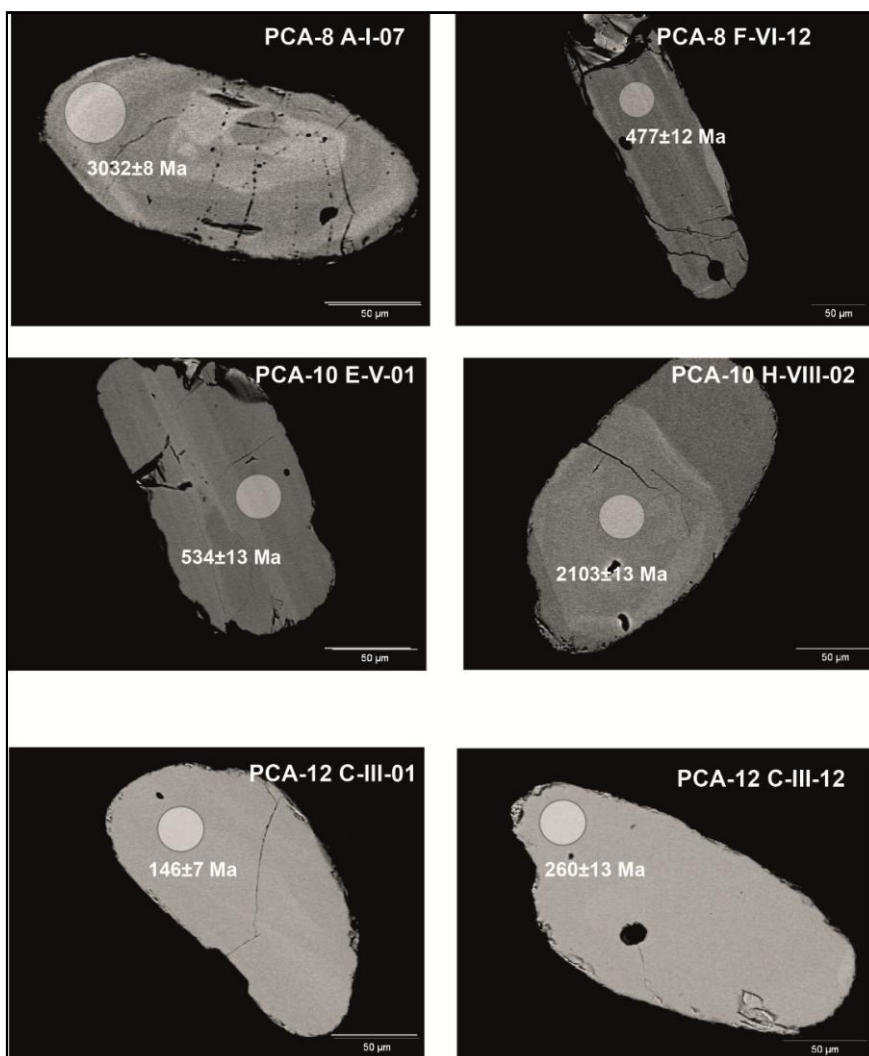 PCA-8 A-I-07
3032±8 Ma
50 µm
PCA-8 F-VI-12
477±12 Ma
50 µm
PCA-10 E-V-01
534±13 Ma
50 µm
PCA-10 H-VIII-02
2103±13 Ma
50 µm
PCA-12 C-III-01
146±7 Ma
50 µm
PCA-12 C-III-12
260±13 Ma
50 µm